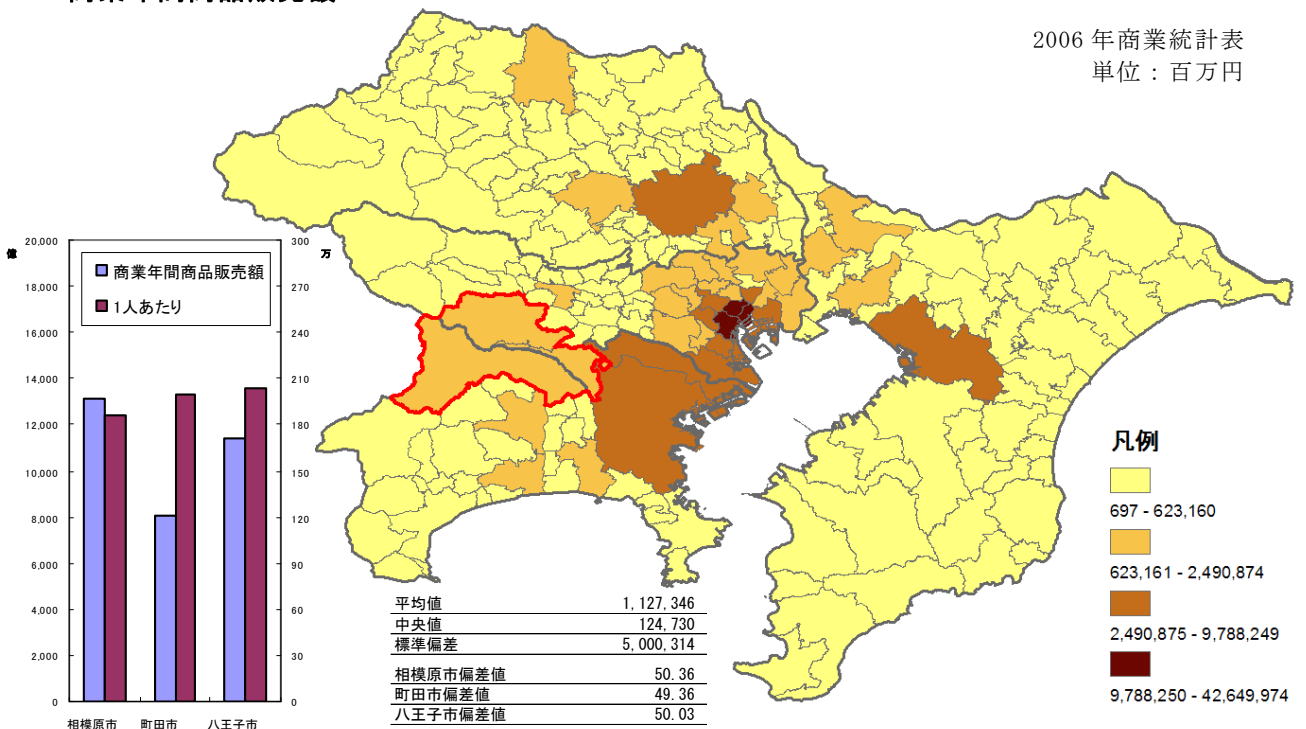 2006 年商業統計表
単位：百万円
億
20,000
18,000
16,000
14,000
12,000
10,000
8,000
6,000
4,000
2,000
0
商業年間商品販売額
1人あたり
万
300
270
240
210
180
150
120
90
60
30
0
相模原市 町田市 八王子市
平均値 1,127,346
中央値 124,730
標準偏差 5,000,314
相模原市偏差値 50.36
町田市偏差値 49.36
八王子市偏差値 50.03
凡例
697 - 623,160
623,161 - 2,490,874
2,490,875 - 9,788,249
9,788,250 - 42,649,974